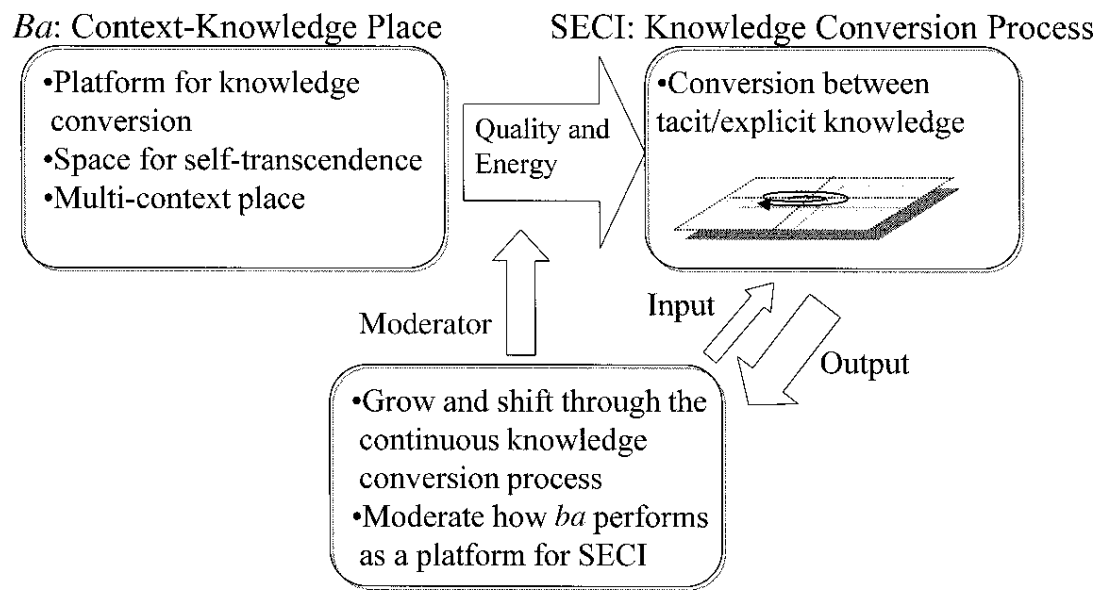 Ba: Context-Knowledge Place
SECI: Knowledge Conversion Process
•Platform for knowledge
conversion
•Space for self-transcendence
•Multi-context place
Quality and
Energy
•Conversion between
tacit/explicit knowledge
Moderator
Input
Output
•Grow and shift through the
continuous knowledge
conversion process
•Moderate how ba performs
as a platform for SECI